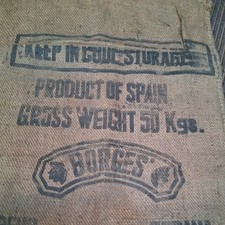 KEEP IN COOL STORAGE
PRODUCT OF SPAIN
GROSS WEIGHT 50 Kgs.
BORGES